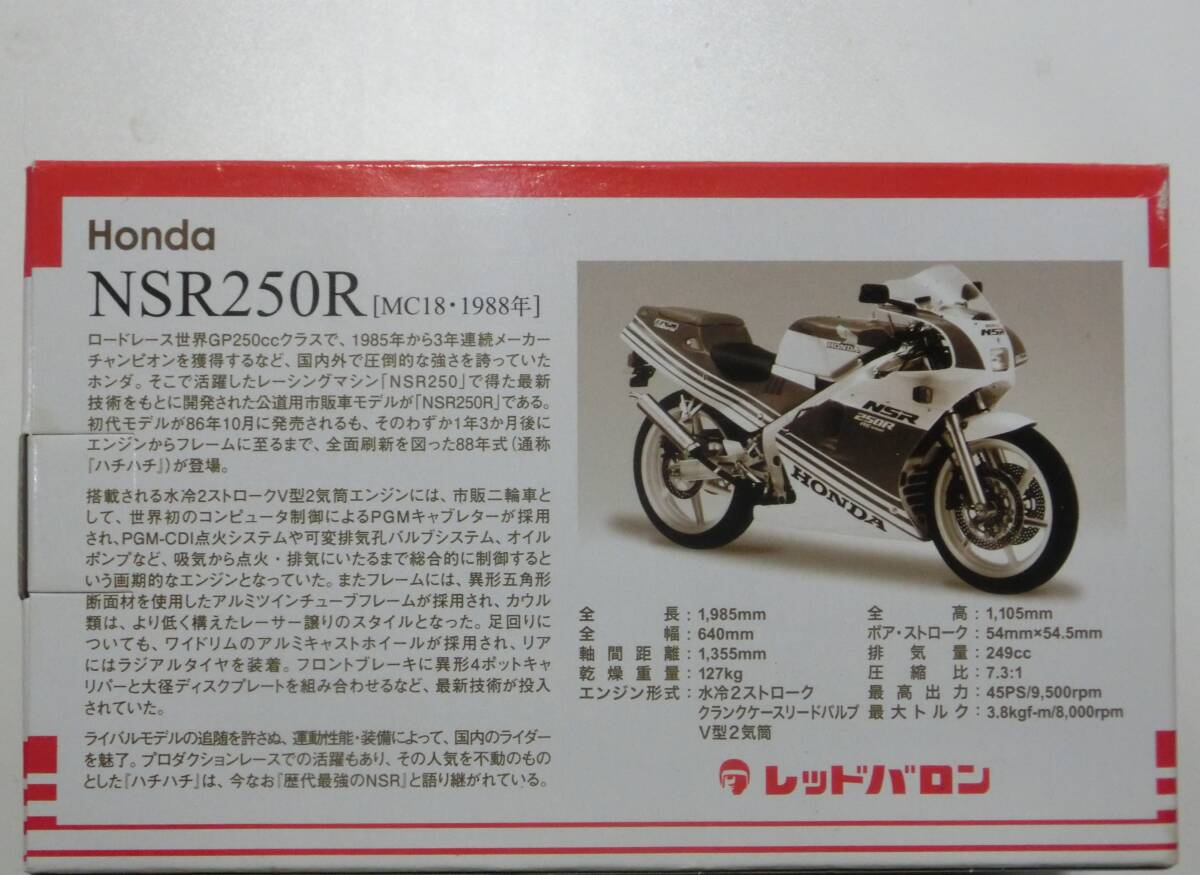 Honda
NSR250R[MC18・1988年]
ロードレース世界GP250ccクラスで、1985年から3年連続メーカー
チャンピオンを獲得するなど、国内外で圧倒的な強さを誇っていた
ホンダ。そこで活躍したレーシングマシン「NSR250」で得た最新
技術をもとに開発された公道用市販車モデルが「NSR250R」である。
初代モデルが86年10月に発売されるも、そのわずか1年3か月後に
エンジンからフレームに至るまで、全面刷新を図った88年式(通称
『ハチハチ』)が登場。
搭載される水冷2ストロークV型2気筒エンジンには、市販二輪車と
して、世界初のコンピュータ制御によるPGMキャブレターが採用
され、PGM-CDI点火システムや可変排気孔バルブシステム、オイル
ポンプなど、吸気から点火・排気にいたるまで総合的に制御すると
いう画期的なエンジンとなっていた。またフレームには、異形五角形
断面材を使用したアルミツインチューブフレームが採用され、カウル
類は、より低く構えたレーサー譲りのスタイルとなった。足回りに
ついても、ワイドリムのアルミキャストホイールが採用され、リア
にはラジアルタイヤを装着。フロントブレーキに異形4ポットキャ
リパーと大径ディスクプレートを組み合わせるなど、最新技術が投入
されていた。
ライバルモデルの追随を許さぬ、運動性能・装備によって、国内のライダー
を魅了。プロダクションレースでの活躍もあり、その人気を不動のものと
した『ハチハチ』は、今なお『歴代最強のNSR』と語り継がれている。
HONDA
NSR
NSR
250R
HONDA
全長:1,985mm
全幅:640mm
軸間距離:1,355mm
乾燥重量:127kg
エンジン形式:水冷2ストローク
クランクケースリードバルブ
V型2気筒
全高:1,105mm
ボア・ストローク:54mm×54.5mm
排気量:249cc
圧縮比:7.3:1
最高出力:45PS/9,500rpm
最大トルク:3.8kgf-m/8,000rpm
レッドバロン